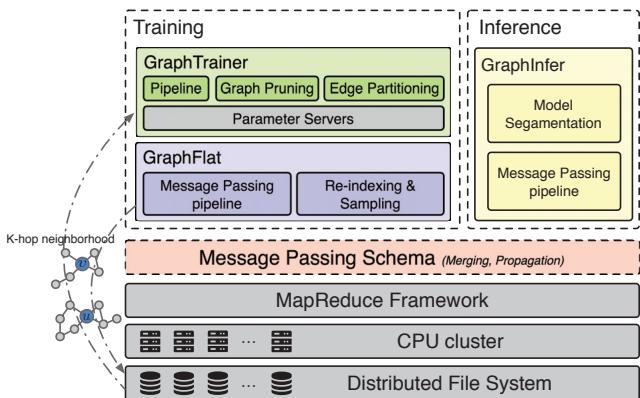 Training
Inference
GraphTrainer
Pipeline
Graph Pruning
Edge Partitioning
Parameter Servers
GraphFlat
Message Passing
pipeline
Re-indexing &
Sampling
GraphInfer
Model
Segamentation
Message Passing
pipeline
K-hop neighborhood
v
u
Message Passing Schema (Merging, Propagation)
MapReduce Framework
... CPU cluster
... Distributed File System